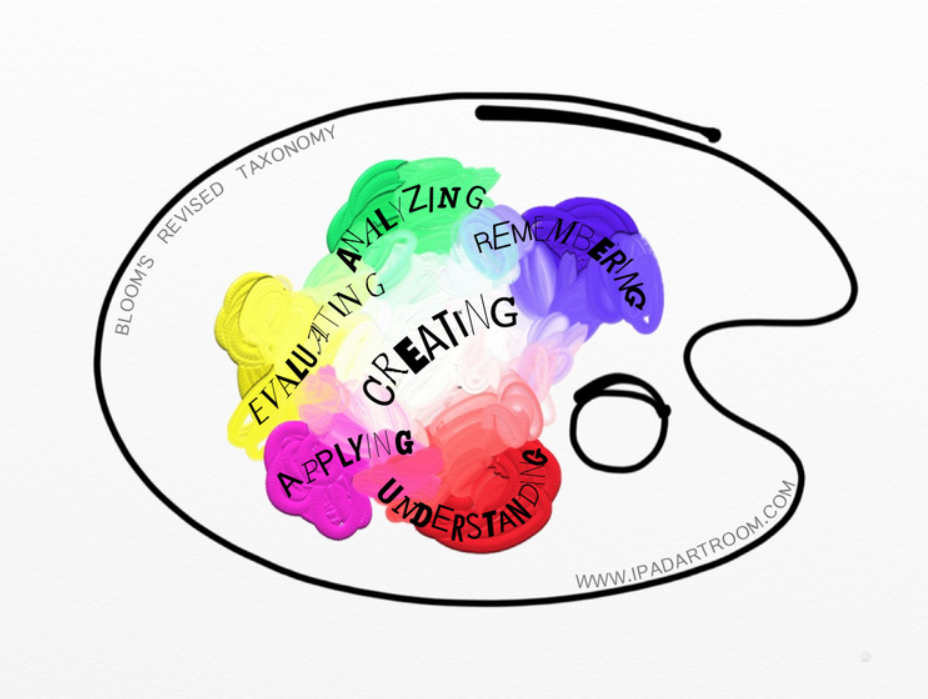 BLOOM'S REVISED TAXONOMY
ANALYZING
REMEMBERING
EVALUATING
CREATING
APPLYING
UNDERSTANDING
WWW.IPADARTROOM.COM